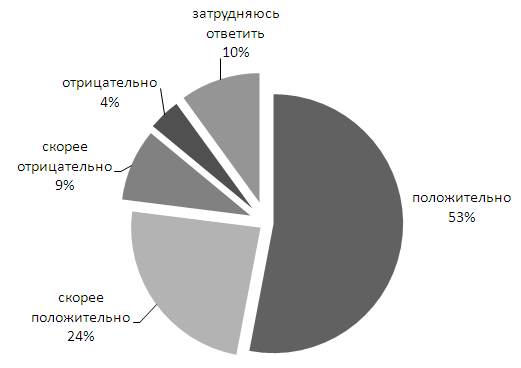 затрудняюсь
ответить
10%
отрицательно
4%
скорее
отрицательно
9%
положительно
53%
скорее
положительно
24%